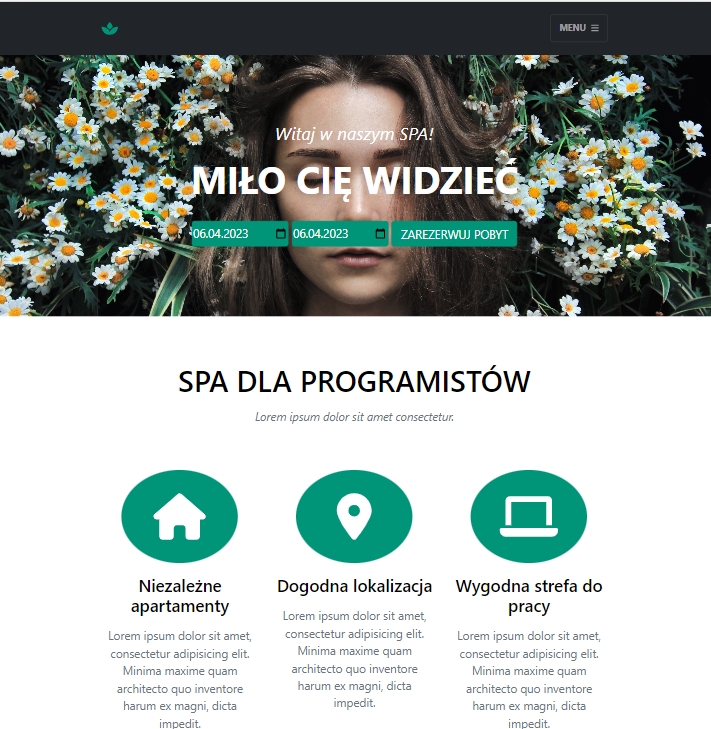 MENU
Witaj w naszym SPA!
MIŁO CIĘ WIDZIEĆ
06.04.2023 06.04.2023 ZAREZERWUJ POBYT
SPA DLA PROGRAMISTÓW
Lorem ipsum dolor sit amet consectetur.
Niezależne
apartamenty
Lorem ipsum dolor sit amet,
consectetur adipisicing elit.
Minima maxime quam
architecto quo inventore
harum ex magni, dicta
impedit.
Dogodna lokalizacja
Lorem ipsum dolor sit amet,
consectetur adipisicing elit.
Minima maxime quam
architecto quo inventore
harum ex magni, dicta
impedit.
Wygodna strefa do
pracy
Lorem ipsum dolor sit amet,
consectetur adipisicing elit.
Minima maxime quam
architecto quo inventore
harum ex magni, dicta
impedit.